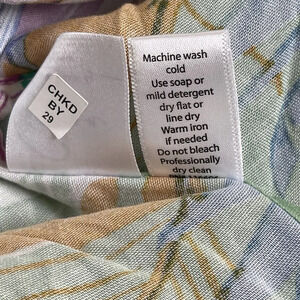 CHKD
BY
29
Machine wash
cold
Use soap or
mild detergent
dry flat or
line dry
Warm iron
if needed
Do not bleach
Professionally
dry clean